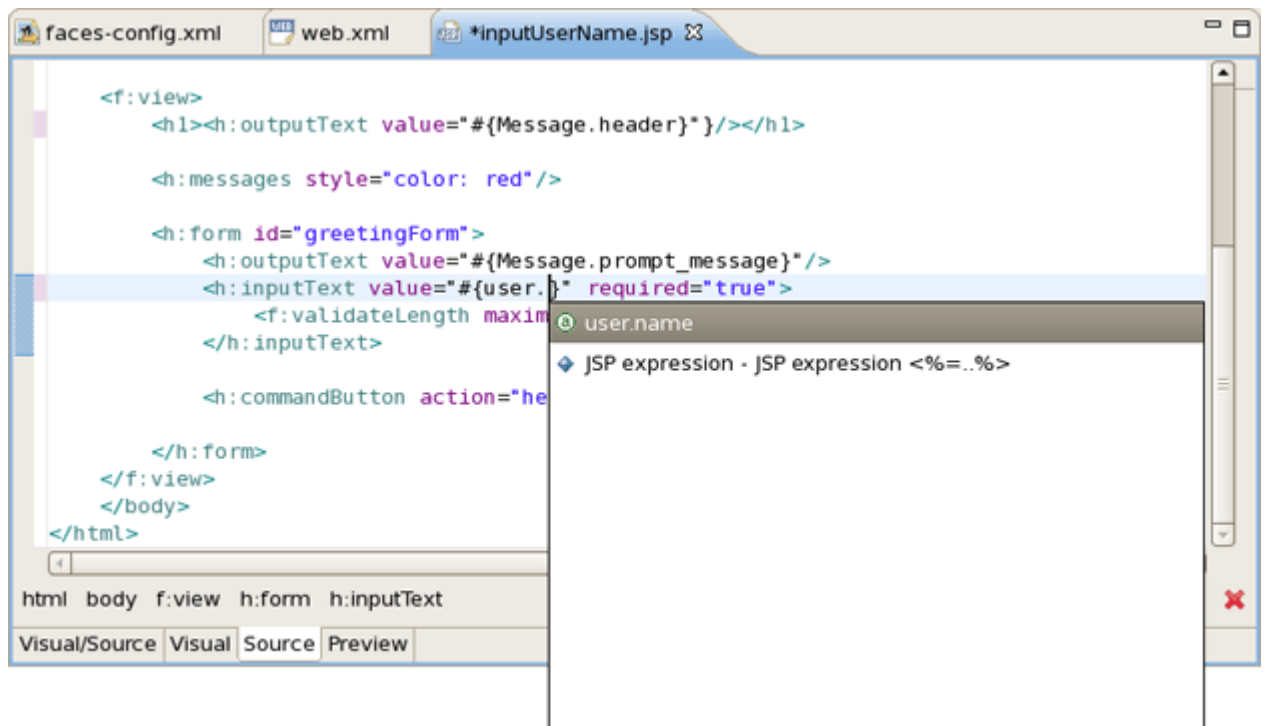 faces-config.xml web.xml *inputUserName.jsp
<f:view>
<h1><h:outputText value="#{Message.header}"}/></h1>
<h:messages style="color: red"/>
<h:form id="greetingForm">
<h:outputText value="#{Message.prompt_message}"/>
<h:inputText value="#{user.}" required="true">
<f:validateLength maxim
</h:inputText>
<h:commandButton action="he
</h:form>
</f:view>
</body>
</html>
user.name
JSP expression - JSP expression <%=..%>
html body f:view h:form h:inputText
Visual/Source Visual Source Preview